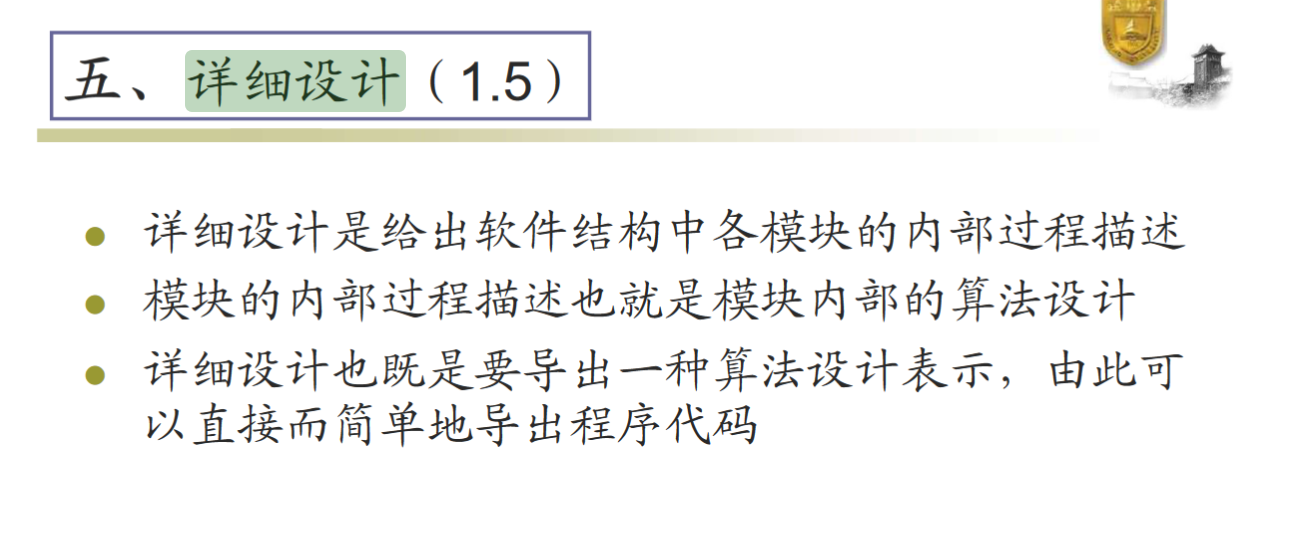 五、详细设计（1.5）
详细设计是给出软件结构中各模块的内部过程描述
模块的内部过程描述也就是模块内部的算法设计
详细设计也既是要导出一种算法设计表示，由此可
以直接而简单地导出程序代码